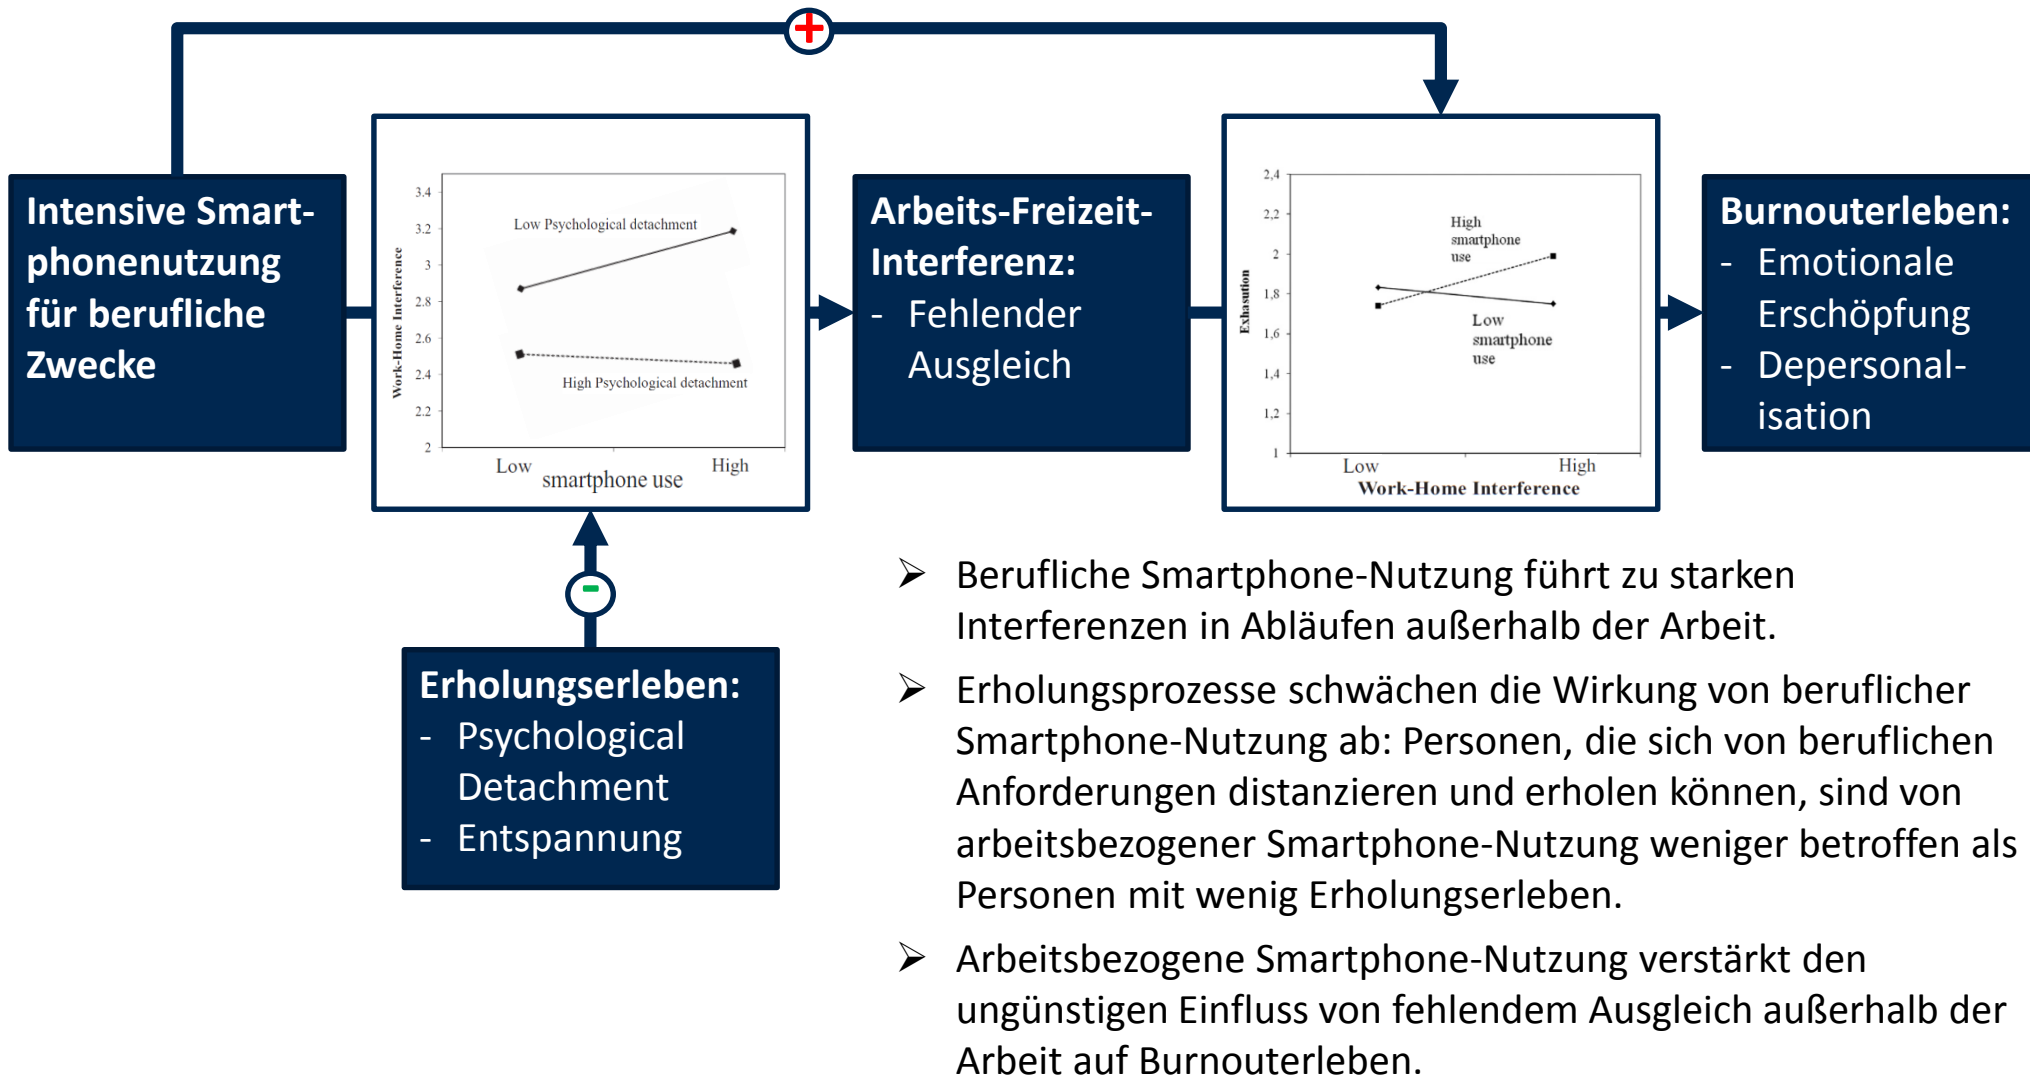 +
Intensive Smart-
phonenutzung
für berufliche
Zwecke
Work-Home Interference
3.4
3.2
3
2.8
2.6
2.4
2.2
2
Low Psychological detachment
High Psychological detachment
Low High
smartphone use
Arbeits-Freizeit-
Interferenz:
- Fehlender
Ausgleich
Exhasution
2,4
2,2
2
1,8
1,6
1,4
1,2
1
High
smartphone
use
Low
smartphone
use
Low High
Work-Home Interference
Burnouterleben:
- Emotionale
Erschöpfung
- Depersonal-
isation
-
Erholungserleben:
- Psychological
Detachment
- Entspannung
➢ Berufliche Smartphone-Nutzung führt zu starken
Interferenzen in Abläufen außerhalb der Arbeit.
➢ Erholungsprozesse schwächen die Wirkung von beruflicher
Smartphone-Nutzung ab: Personen, die sich von beruflichen
Anforderungen distanzieren und erholen können, sind von
arbeitsbezogener Smartphone-Nutzung weniger betroffen als
Personen mit wenig Erholungserleben.
➢ Arbeitsbezogene Smartphone-Nutzung verstärkt den
ungünstigen Einfluss von fehlendem Ausgleich außerhalb der
Arbeit auf Burnouterleben.